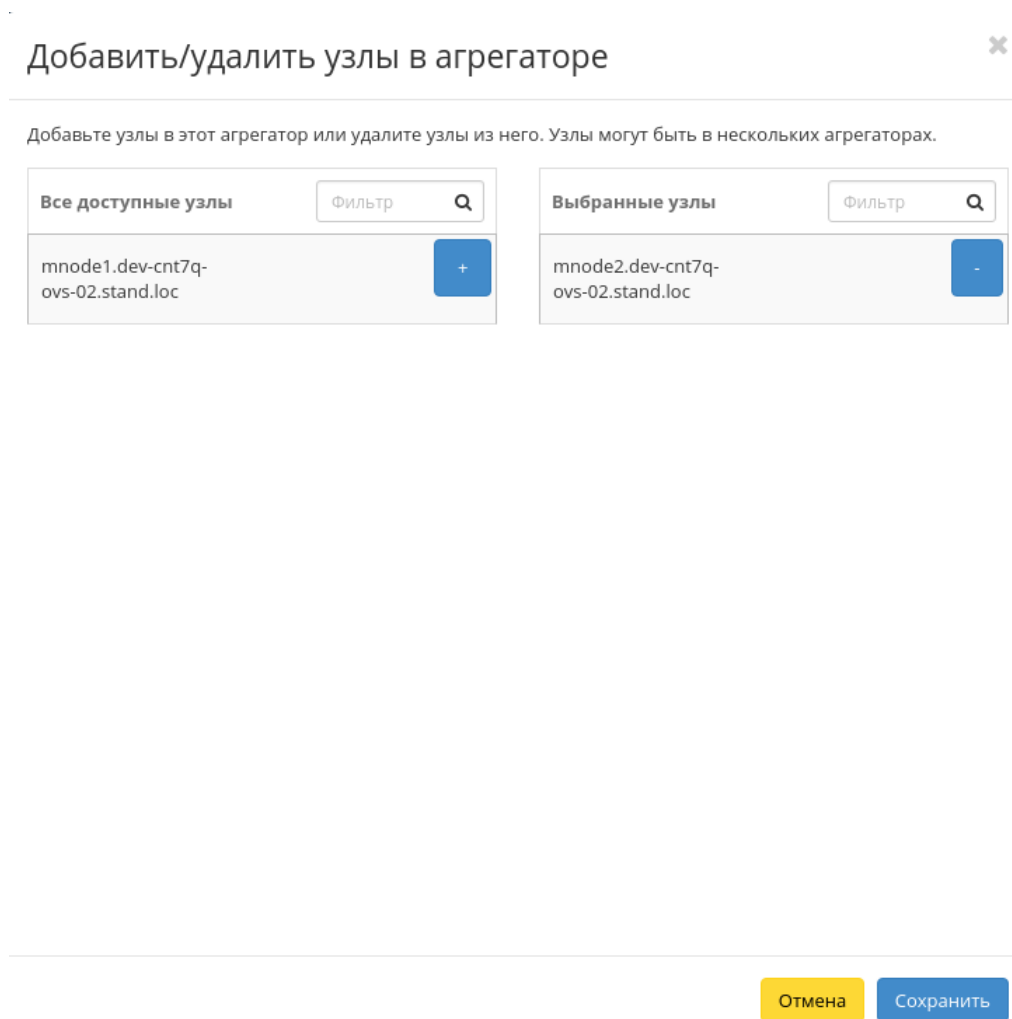 Добавить/удалить узлы в агрегаторе
Добавьте узлы в этот агрегатор или удалите узлы из него. Узлы могут быть в нескольких агрегаторах.
Все доступные узлы
Фильтр
mnode1.dev-cnt7q-
ovs-02.stand.loc
+
Выбранные узлы
Фильтр
mnode2.dev-cnt7q-
ovs-02.stand.loc
-
Отмена
Сохранить